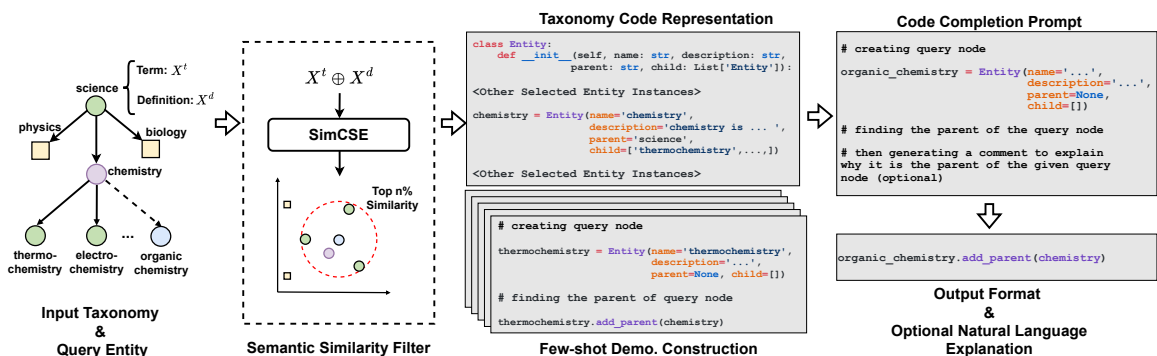 Term: X^t
Definition: X^d
science
physics
biology
chemistry
...
thermo-
chemistry
electro-
chemistry
organic
chemistry
Input Taxonomy
&
Query Entity
X^t ⊕ X^d
SimCSE
Top n%
Similarity
Semantic Similarity Filter
Taxonomy Code Representation
class Entity:
def __init__(self, name: str, description: str,
parent: str, child: List['Entity']):
<Other Selected Entity Instances>
chemistry = Entity(name='chemistry',
description='chemistry is ... ',
parent='science',
child=['thermochemistry',...,])
<Other Selected Entity Instances>
# creating query node
thermochemistry = Entity(name='thermochemistry',
description='...',
parent=None, child=[])
# finding the parent of query node
thermochemistry.add_parent(chemistry)
Few-shot Demo. Construction
Code Completion Prompt
# creating query node
organic_chemistry = Entity(name='...',
description='...',
parent=None,
child=[])
# finding the parent of the query node
# then generating a comment to explain
why it is the parent of the given query
node (optional)
organic_chemistry.add_parent(chemistry)
Output Format
&
Optional Natural Language
Explanation